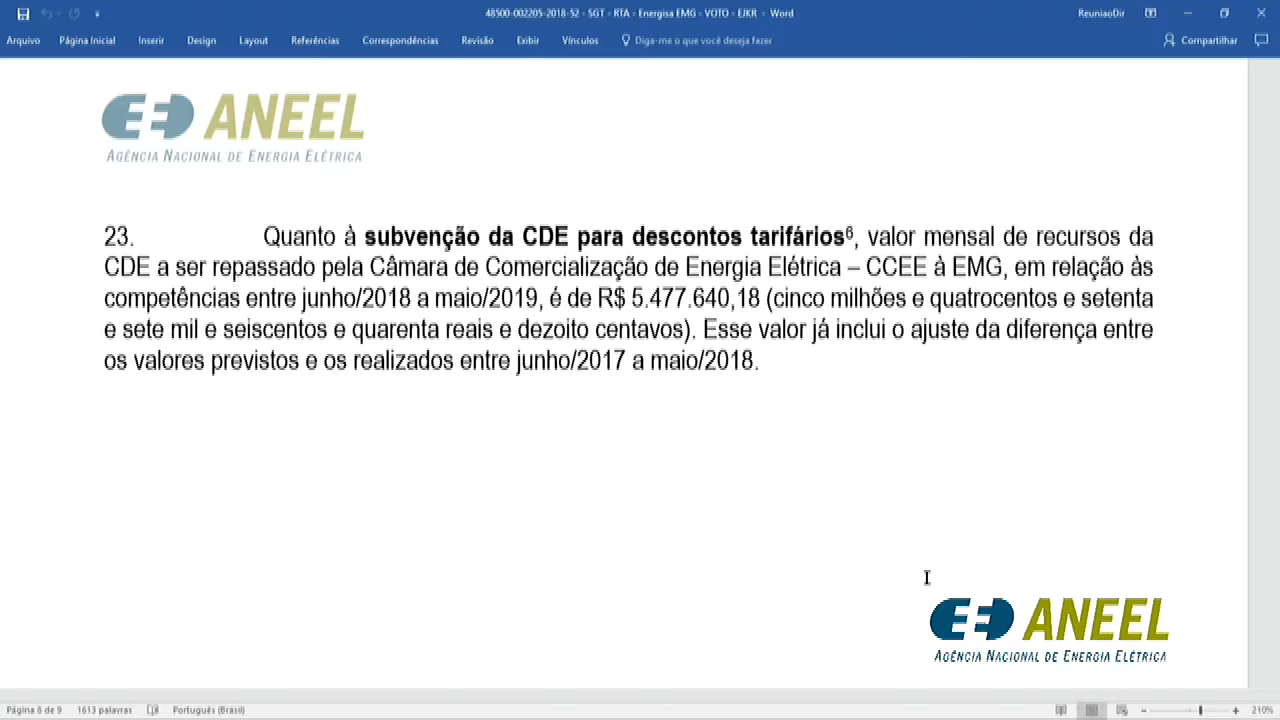 48500-002205-2018-52 - SGT - RTA - Energisa EMG - VOTO - EJKR - Word
ReuniaoDir
Arquivo Página Inicial Inserir Design Layout Referências Correspondências Revisão Exibir Vínculos Diga-me o que você deseja fazer Compartilhar
ANEEL
AGÊNCIA NACIONAL DE ENERGIA ELÉTRICA
23. Quanto à subvenção da CDE para descontos tarifários⁶, valor mensal de recursos da
CDE a ser repassado pela Câmara de Comercialização de Energia Elétrica – CCEE à EMG, em relação às
competências entre junho/2018 a maio/2019, é de R$ 5.477.640,18 (cinco milhões e quatrocentos e setenta
e sete mil e seiscentos e quarenta reais e dezoito centavos). Esse valor já inclui o ajuste da diferença entre
os valores previstos e os realizados entre junho/2017 a maio/2018.
ANEEL
AGÊNCIA NACIONAL DE ENERGIA ELÉTRICA
Página 8 de 9 1613 palavras Português (Brasil) 210%